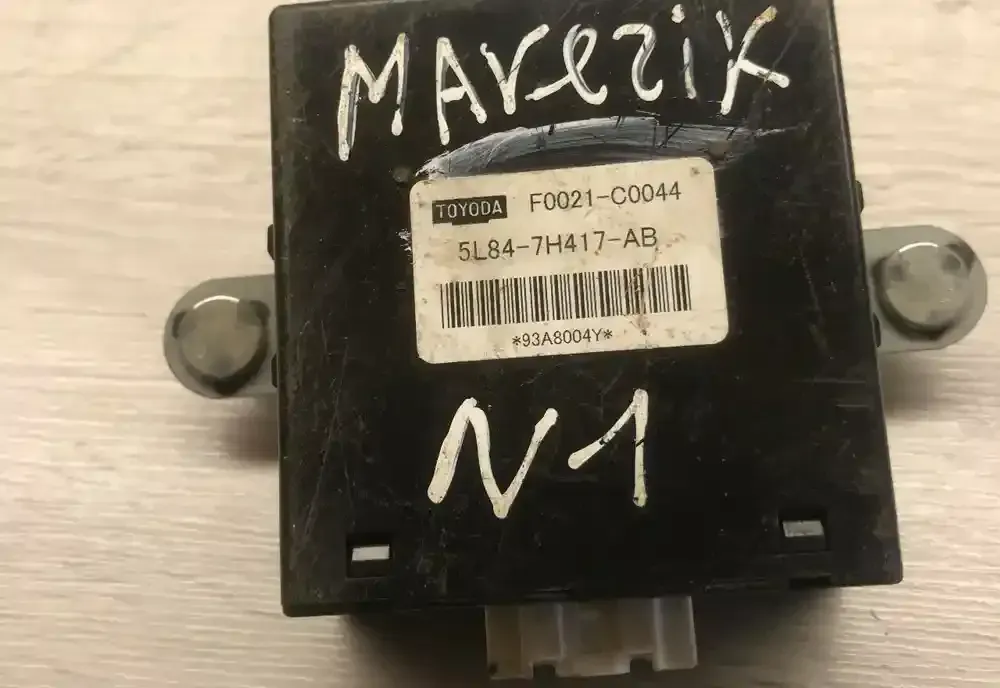 MAVeriK
TOYODA F0021-C0044
5L84-7H417-AB
*93A8004Y*
N1